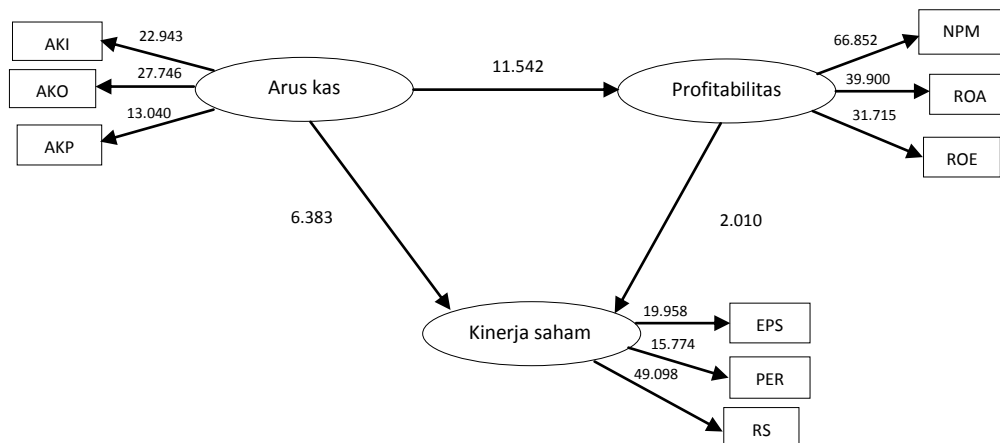 NPM
22.943
66.852
AKI
11.542
27.746
39.900
AKO
Arus kas
Profitabilitas
ROA
13.040
31.715
AKP
ROE
6.383
2.010
19.958
EPS
Kinerja saham
15.774
49.098
PER
RS